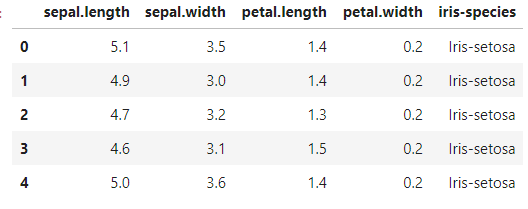 sepal.length sepal.width petal.length petal.width iris-species
0 5.1 3.5 1.4 0.2 Iris-setosa
1 4.9 3.0 1.4 0.2 Iris-setosa
2 4.7 3.2 1.3 0.2 Iris-setosa
3 4.6 3.1 1.5 0.2 Iris-setosa
4 5.0 3.6 1.4 0.2 Iris-setosa